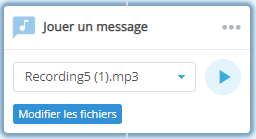 Jouer un message
Recording5 (1).mp3
Modifier les fichiers